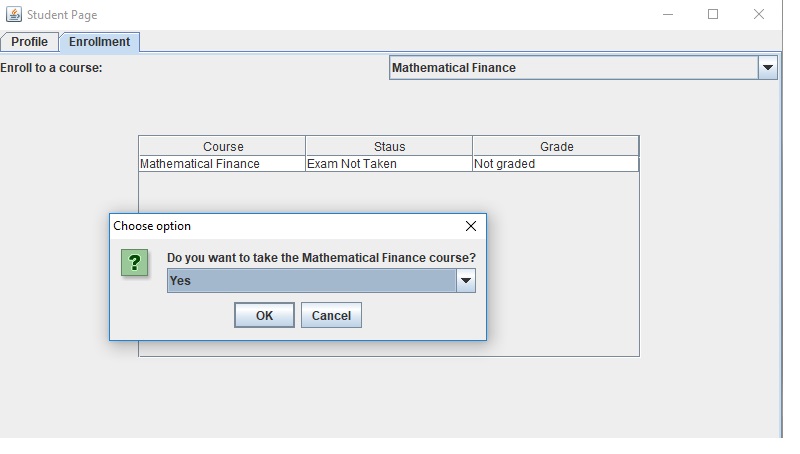 Student Page
Profile Enrollment
Enroll to a course: Mathematical Finance
Course Staus Grade
Mathematical Finance Exam Not Taken Not graded
Choose option
? Do you want to take the Mathematical Finance course?
Yes
OK Cancel